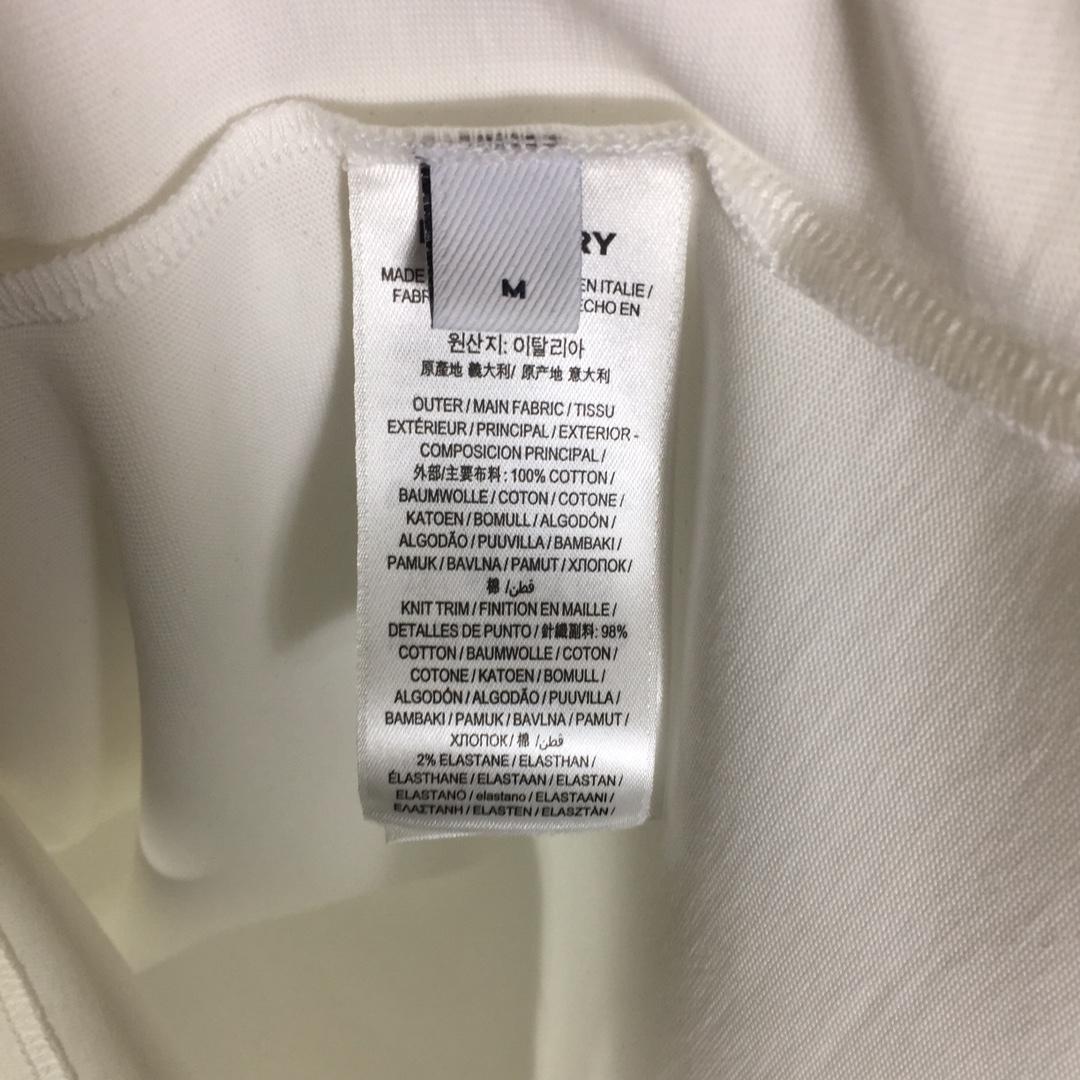 RY
M
MADE EN ITALIE /
FABR ECHO EN
원산지: 이탈리아
原產地 義大利/ 原产地 意大利
OUTER / MAIN FABRIC / TISSU
EXTÉRIEUR / PRINCIPAL / EXTERIOR -
COMPOSICION PRINCIPAL /
外部/主要布料: 100% COTTON /
BAUMWOLLE / COTON / COTONE /
KATOEN / BOMULL / ALGODÓN /
ALGODÃO / PUUVILLA / BAMBAKI /
PAMUK / BAVLNA / PAMUT / ХЛОПОК /
棉 /قطن
KNIT TRIM / FINITION EN MAILLE /
DETALLES DE PUNTO / 針織副料: 98%
COTTON / BAUMWOLLE / COTON /
COTONE / KATOEN / BOMULL /
ALGODÓN / ALGODÃO / PUUVILLA /
BAMBAKI / PAMUK / BAVLNA / PAMUT /
ХЛОПОК / 棉 /قطن
2% ELASTANE / ELASTHAN /
ÉLASTHANE / ELASTAAN / ELASTAN /
ELASTANO / elastano / ELASTAANI /
ΕΛΑΣΤΑΝΗ / ELASTEN / ELASZTÁN /